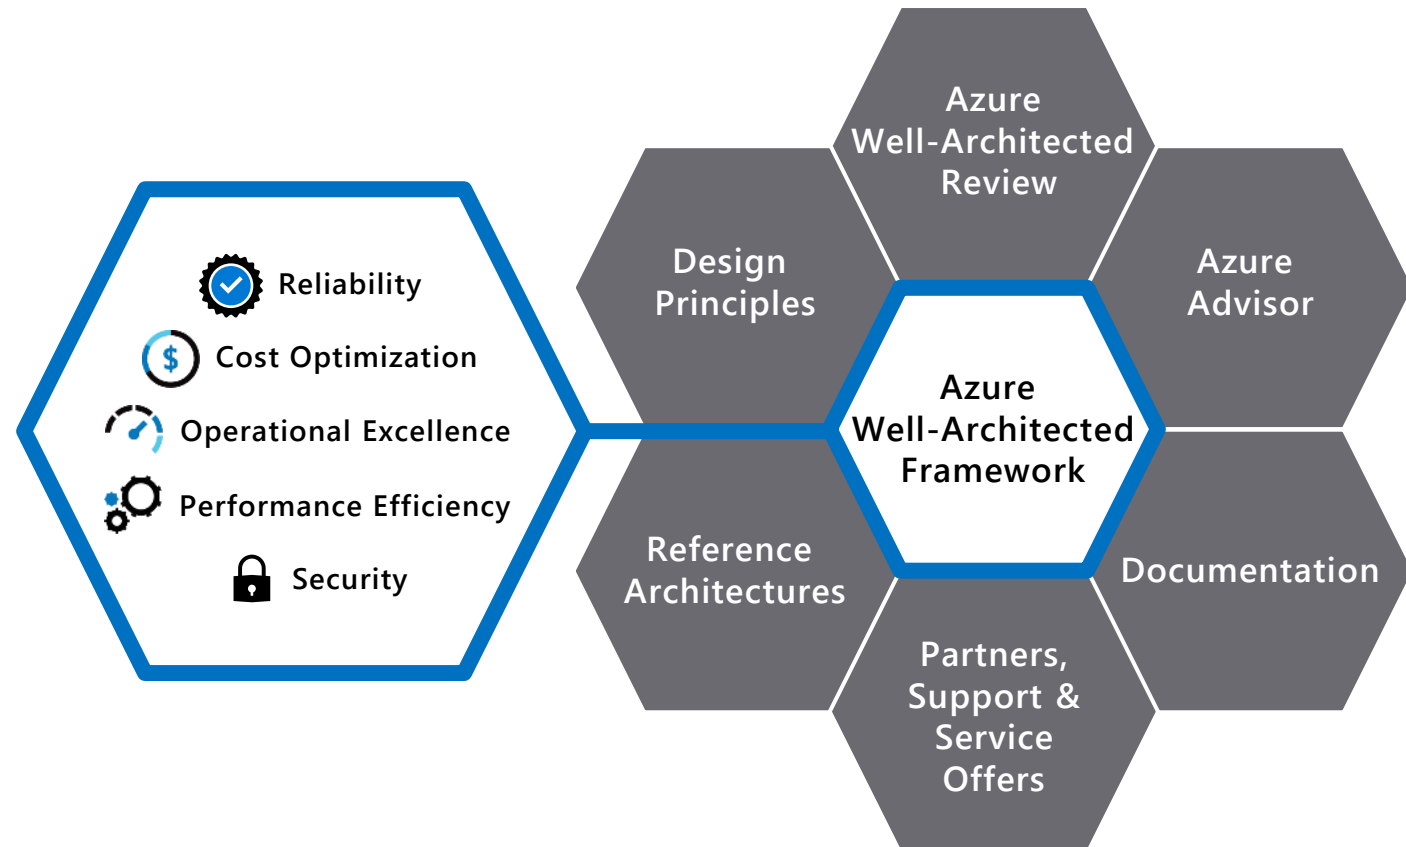 Reliability
$
Cost Optimization
Operational Excellence
Performance Efficiency
Security
Azure
Well-Architected
Review
Design
Principles
Azure
Advisor
Azure
Well-Architected
Framework
Reference
Architectures
Documentation
Partners,
Support &
Service
Offers